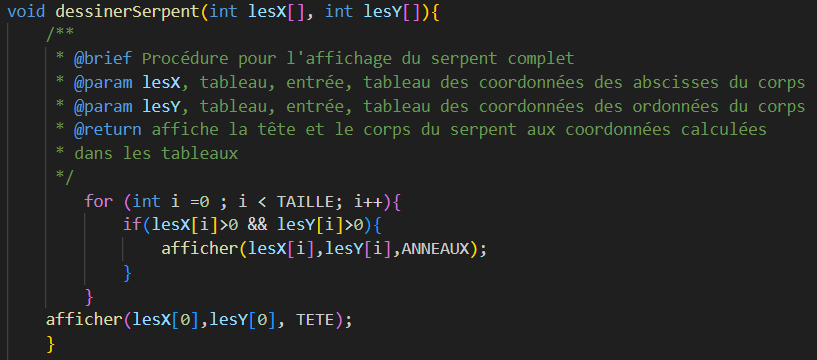 void dessinerSerpent(int lesX[], int lesY[]){
/**
* @brief Procédure pour l'affichage du serpent complet
* @param lesX, tableau, entrée, tableau des coordonnées des abscisses du corps
* @param lesY, tableau, entrée, tableau des coordonnées des ordonnées du corps
* @return affiche la tête et le corps du serpent aux coordonnées calculées
* dans les tableaux
*/
for (int i =0 ; i < TAILLE; i++){
if(lesX[i]>0 && lesY[i]>0){
afficher(lesX[i],lesY[i],ANNEAUX);
}
}
afficher(lesX[0],lesY[0], TETE);
}